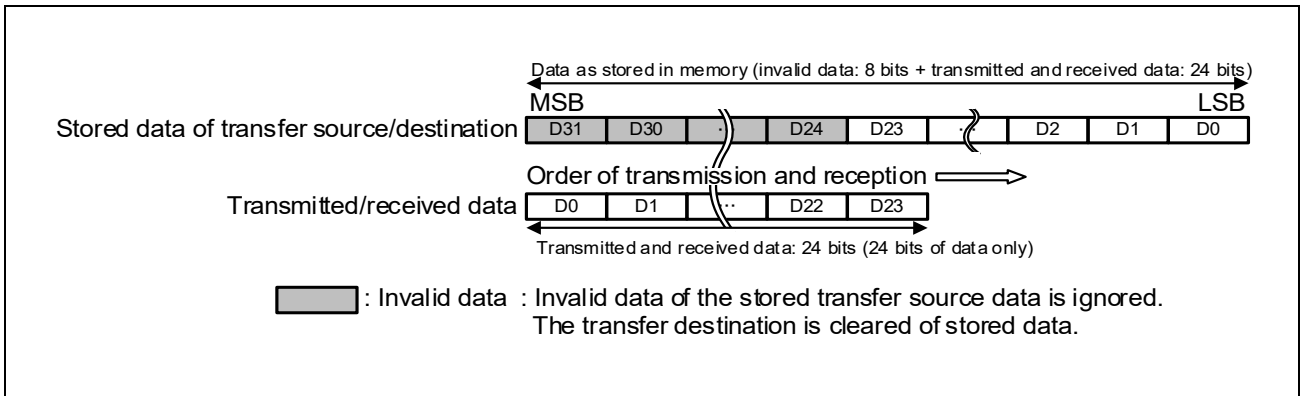 Data as stored in memory (invalid data: 8 bits + transmitted and received data: 24 bits)
MSB LSB
Stored data of transfer source/destination D31 D30 ... D24 D23 ... D2 D1 D0
Order of transmission and reception
Transmitted/received data D0 D1 ... D22 D23
Transmitted and received data: 24 bits (24 bits of data only)
: Invalid data : Invalid data of the stored transfer source data is ignored.
The transfer destination is cleared of stored data.